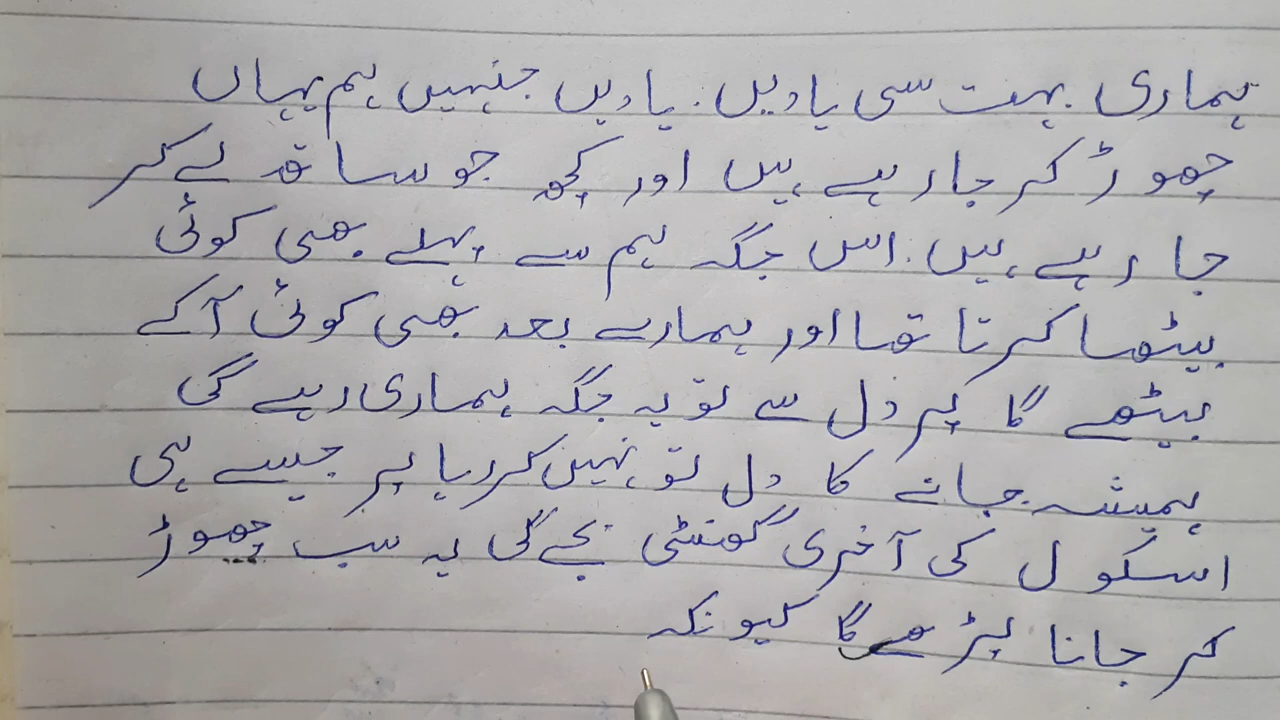 ہماری بہت سی یادیں. یادیں جنہیں ہم یہاں
چھوڑ کر جا رہے ہیں اور کچھ جو ساتھ لے کر
جا رہے ہیں. اس جگہ ہم سے پہلے بھی کوئی
بیٹھا کرتا تھا اور ہمارے بعد بھی کوئی آ کے
بیٹھے گا پر دل سے تو یہ جگہ ہماری رہے گی
ہمیشہ. جانے کا دل تو نہیں کر رہا پر جیسے ہی
اسکول کی آخری گھنٹی بجے گی یہ سب چھوڑ
کر جانا پڑھے گا کیونکہ